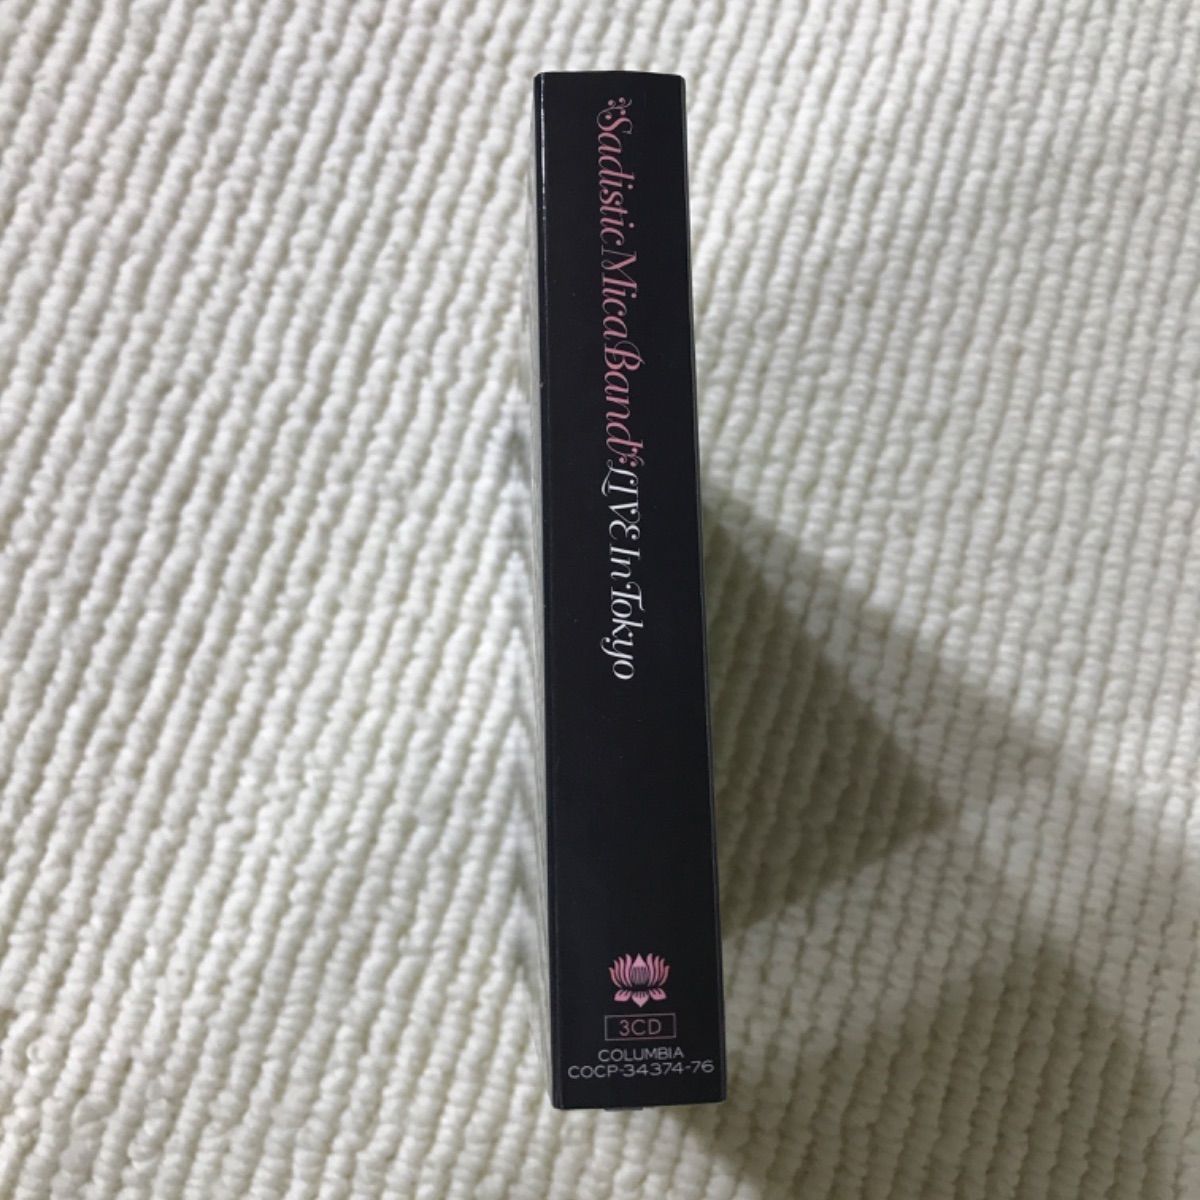 Sadistic Mica Band LIVE In Tokyo
3CD
COLUMBIA
COCP-34374-76